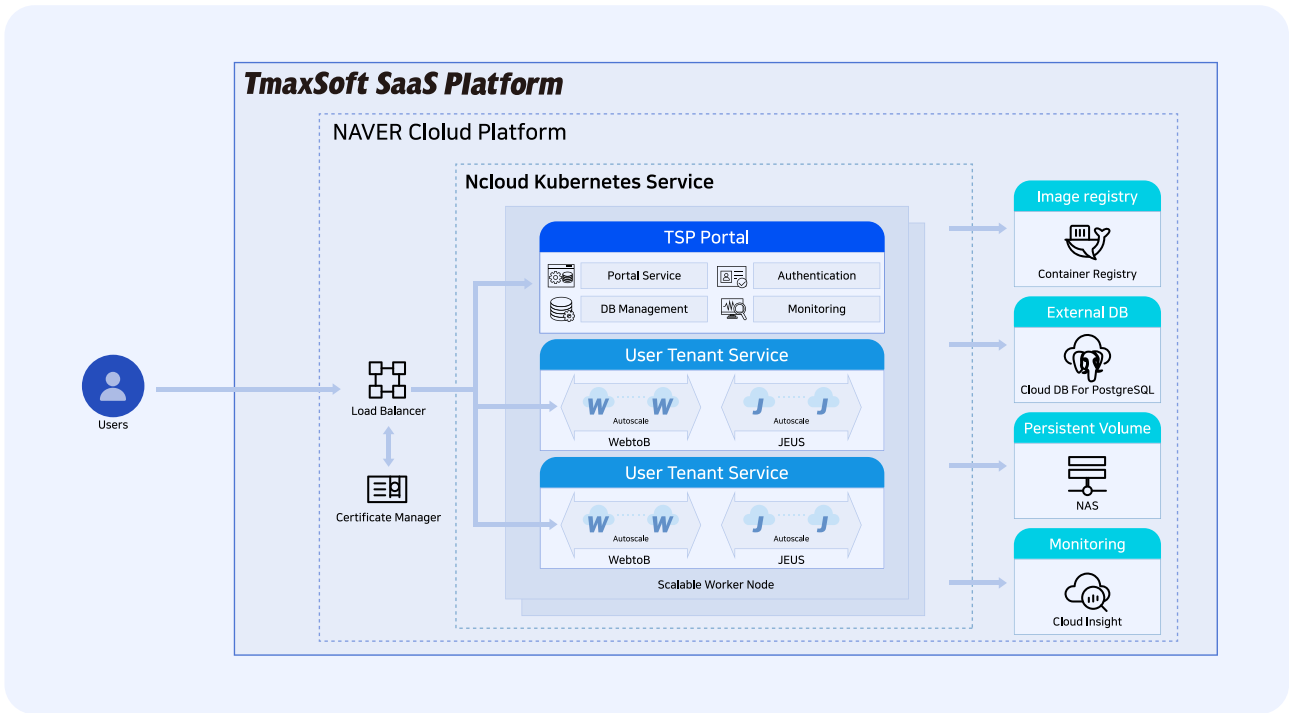 TmaxSoft SaaS Platform
NAVER Clolud Platform
Ncloud Kubernetes Service
TSP Portal
Portal Service
Authentication
DB Management
Monitoring
User Tenant Service
W W
Autoscale
WebtoB
J J
Autoscale
JEUS
User Tenant Service
W W
Autoscale
WebtoB
J J
Autoscale
JEUS
Scalable Worker Node
Users
Load Balancer
Certificate Manager
Image registry
Container Registry
External DB
Cloud DB For PostgreSQL
Persistent Volume
NAS
Monitoring
Cloud Insight